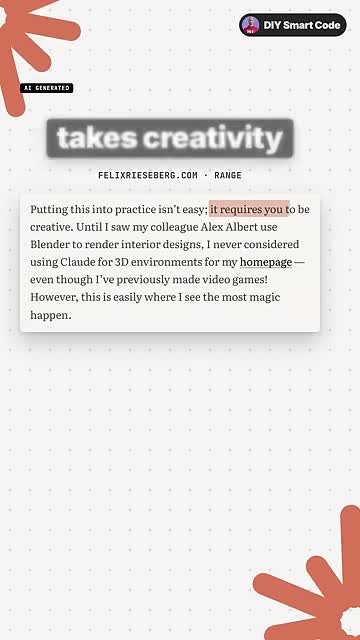 DIY Smart Code
AI GENERATED
takes creativity
FELIXRIESEBERG.COM · RANGE
Putting this into practice isn't easy; it requires you to be
creative. Until I saw my colleague Alex Albert use
Blender to render interior designs, I never considered
using Claude for 3D environments for my homepage —
even though I've previously made video games!
However, this is easily where I see the most magic
happen.